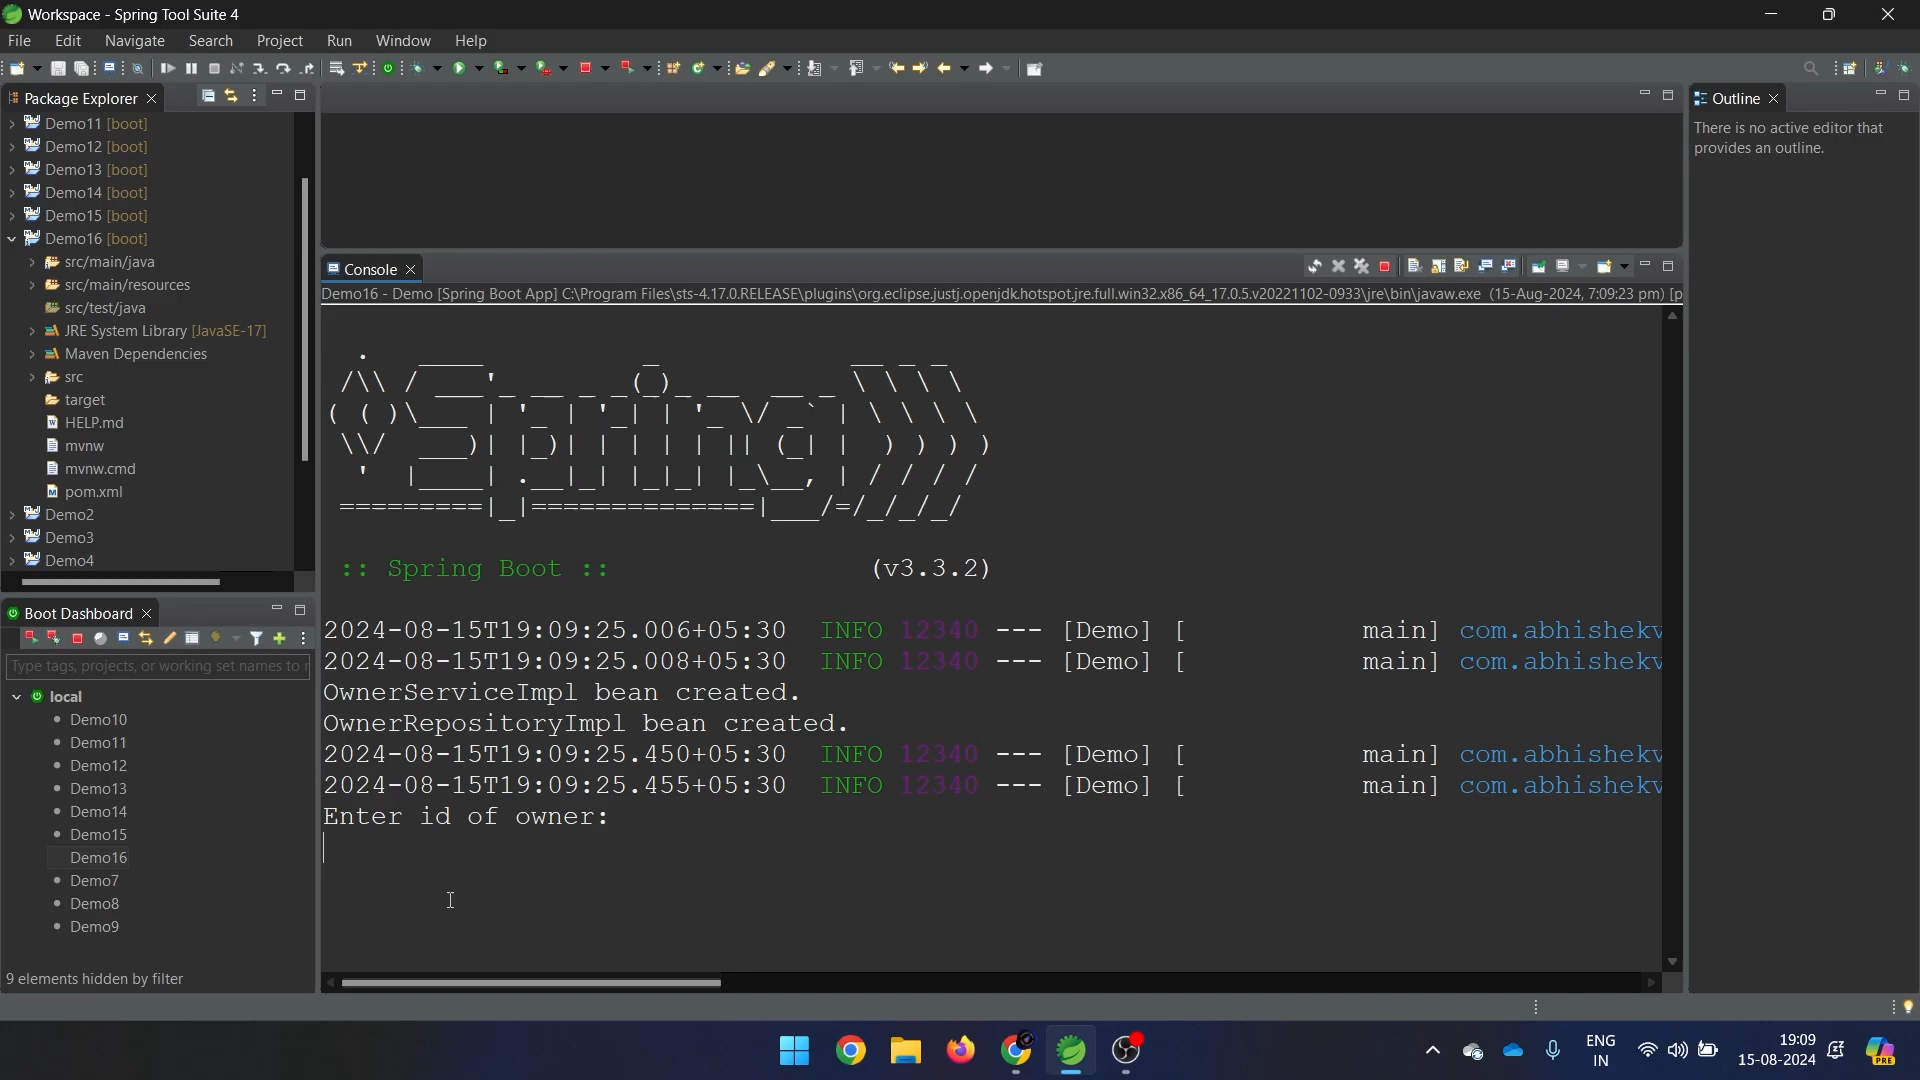 Workspace - Spring Tool Suite 4
File Edit Navigate Search Project Run Window Help
Package Explorer
Demo11 [boot]
Demo12 [boot]
Demo13 [boot]
Demo14 [boot]
Demo15 [boot]
Demo16 [boot]
src/main/java
src/main/resources
src/test/java
JRE System Library [JavaSE-17]
Maven Dependencies
src
target
HELP.md
mvnw
mvnw.cmd
pom.xml
Demo2
Demo3
Demo4
Boot Dashboard
Type tags, projects, or working set names to
local
Demo10
Demo11
Demo12
Demo13
Demo14
Demo15
Demo16
Demo7
Demo8
Demo9
9 elements hidden by filter
Console
Demo16 - Demo [Spring Boot App] C:\Program Files\sts-4.17.0.RELEASE\plugins\org.eclipse.justj.openjdk.hotspot.jre.full.win32.x86_64_17.0.5.v20221102-0933\jre\bin\javaw.exe (15-Aug-2024, 7:09:23 pm) [p
Spring
:: Spring Boot :: (v3.3.2)
2024-08-15T19:09:25.006+05:30 INFO 12340 --- [Demo] [ main] com.abhishekv
2024-08-15T19:09:25.008+05:30 INFO 12340 --- [Demo] [ main] com.abhishekv
OwnerServiceImpl bean created.
OwnerRepositoryImpl bean created.
2024-08-15T19:09:25.450+05:30 INFO 12340 --- [Demo] [ main] com.abhishekv
2024-08-15T19:09:25.455+05:30 INFO 12340 --- [Demo] [ main] com.abhishekv
Enter id of owner:
Outline
There is no active editor that
provides an outline.
ENG
IN
19:09
15-08-2024
PRE